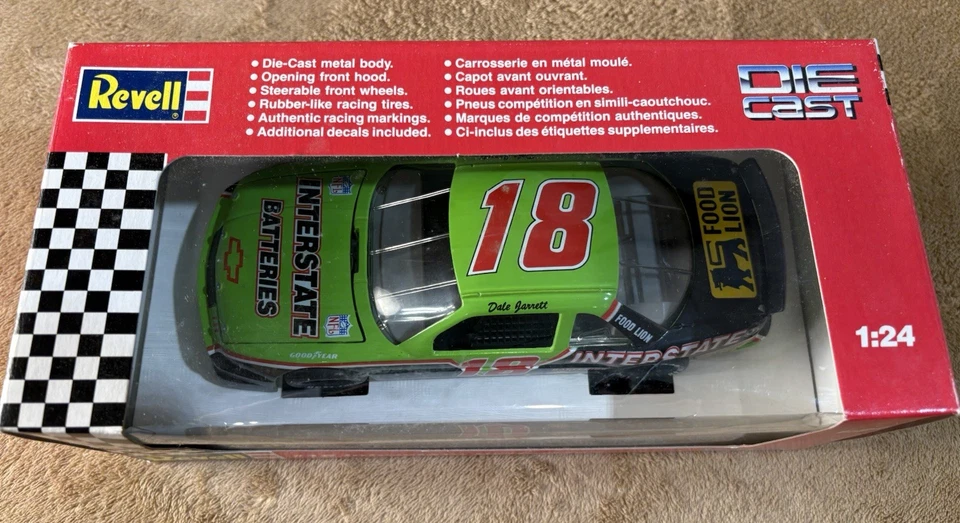 Revell
• Die-Cast metal body.
• Opening front hood.
• Steerable front wheels.
• Rubber-like racing tires.
• Authentic racing markings.
• Additional decals included.
• Carrosserie en métal moulé.
• Capot avant ouvrant.
• Roues avant orientables.
• Pneus compétition en simili-caoutchouc.
• Marques de compétition authentiques.
• Ci-inclus des étiquettes supplementaires.
DIE
CAST
INTERSTATE
BATTERIES
NFL
NFL
GOODYEAR
18
Dale Jarrett
18
FOOD LION
INTERSTATE
FOOD
LION
1:24